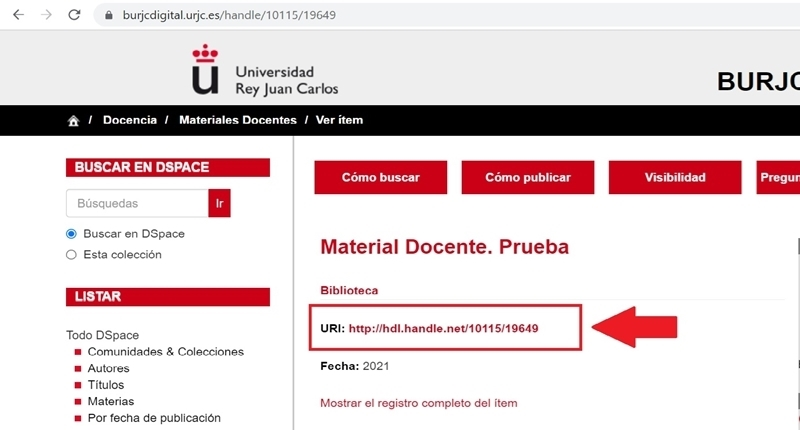 burjcdigital.urjc.es/handle/10115/19649
Universidad
Rey Juan Carlos
BURJC
/ Docencia / Materiales Docentes / Ver ítem
BUSCAR EN DSPACE
Búsquedas
Ir
Buscar en DSpace
Esta colección
LISTAR
Todo DSpace
Comunidades & Colecciones
Autores
Títulos
Materias
Por fecha de publicación
Cómo buscar
Cómo publicar
Visibilidad
Pregun
Material Docente. Prueba
Biblioteca
URI: http://hdl.handle.net/10115/19649
Fecha: 2021
Mostrar el registro completo del ítem